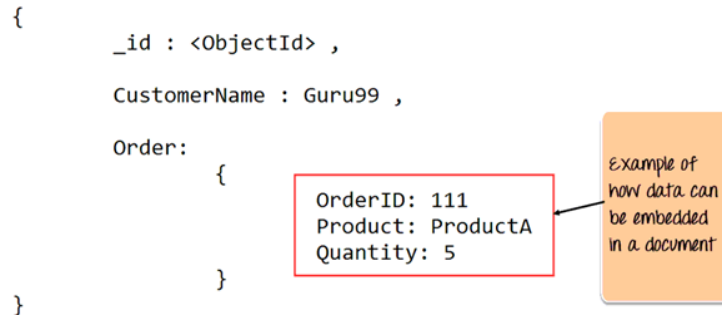 {
_id : <ObjectId> ,
CustomerName : Guru99 ,
Order:
{
OrderID: 111
Product: ProductA
Quantity: 5
}
}
Example of
how data can
be embedded
in a document